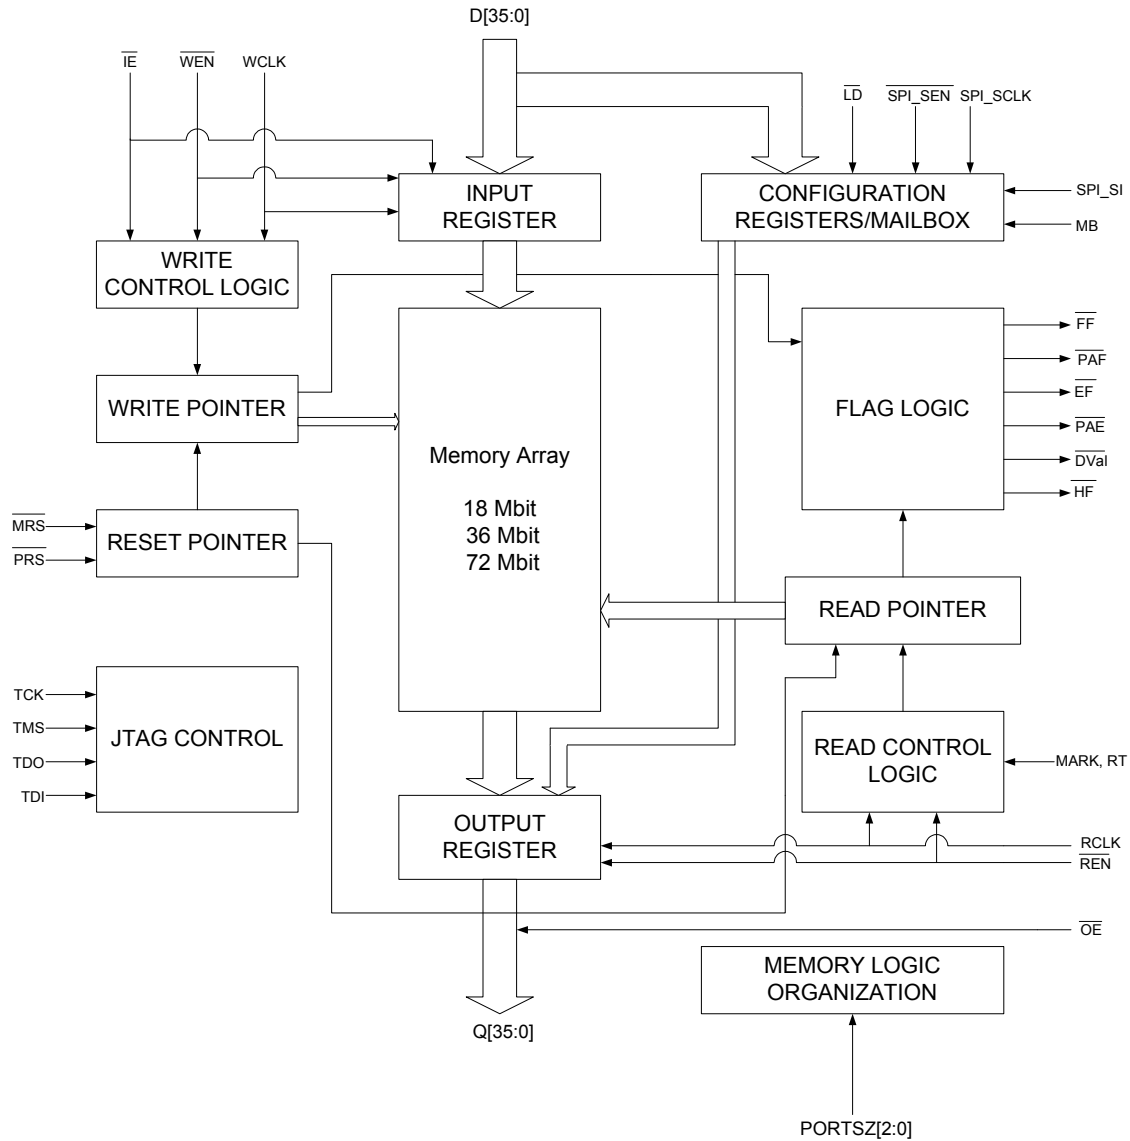 D[35:0]
IE
WEN
WCLK
LD
SPI_SEN
SPI_SCLK
INPUT
REGISTER
CONFIGURATION
REGISTERS/MAILBOX
SPI_SI
MB
WRITE
CONTROL LOGIC
FF
PAF
EF
PAE
DVal
HF
WRITE POINTER
FLAG LOGIC
Memory Array
18 Mbit
36 Mbit
72 Mbit
MRS
PRS
RESET POINTER
READ POINTER
TCK
TMS
TDO
TDI
JTAG CONTROL
READ CONTROL
LOGIC
MARK, RT
OUTPUT
REGISTER
RCLK
REN
OE
MEMORY LOGIC
ORGANIZATION
Q[35:0]
PORTSZ[2:0]